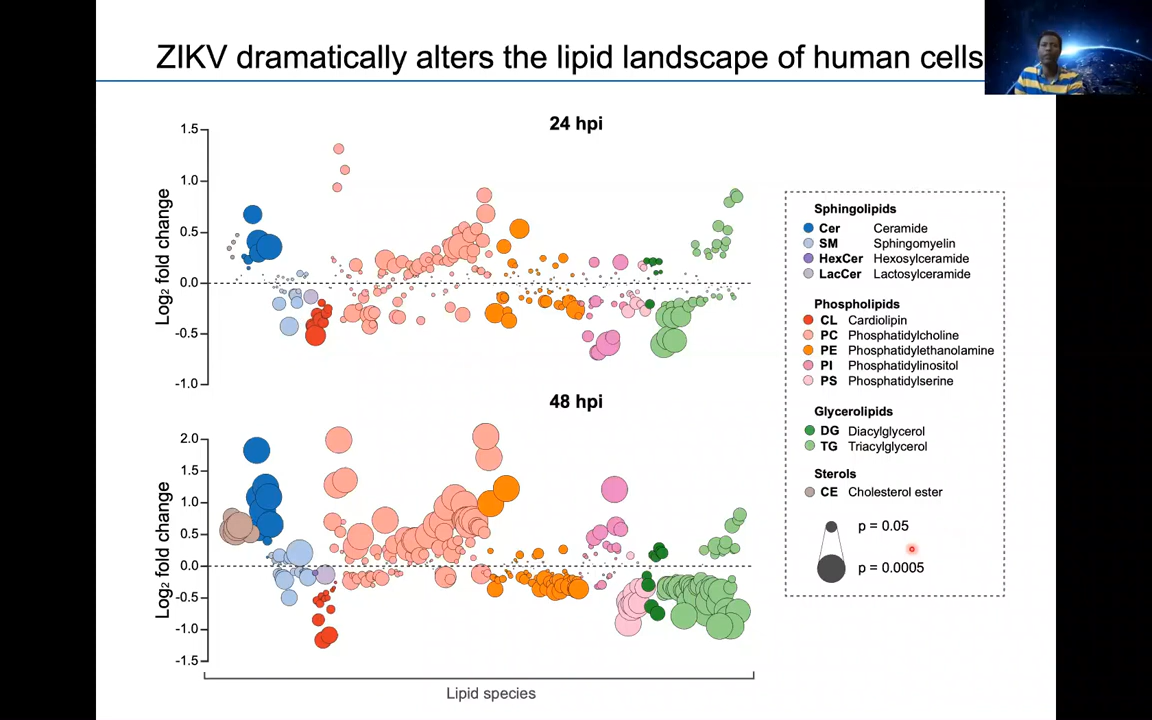 ZIKV dramatically alters the lipid landscape of human cells
24 hpi
Log2 fold change
1.5
1.0
0.5
0.0
-0.5
-1.0
48 hpi
Log2 fold change
2.0
1.5
1.0
0.5
0.0
-0.5
-1.0
-1.5
Lipid species
Sphingolipids
Cer Ceramide
SM Sphingomyelin
HexCer Hexosylceramide
LacCer Lactosylceramide
Phospholipids
CL Cardiolipin
PC Phosphatidylcholine
PE Phosphatidylethanolamine
PI Phosphatidylinositol
PS Phosphatidylserine
Glycerolipids
DG Diacylglycerol
TG Triacylglycerol
Sterols
CE Cholesterol ester
p = 0.05
p = 0.0005